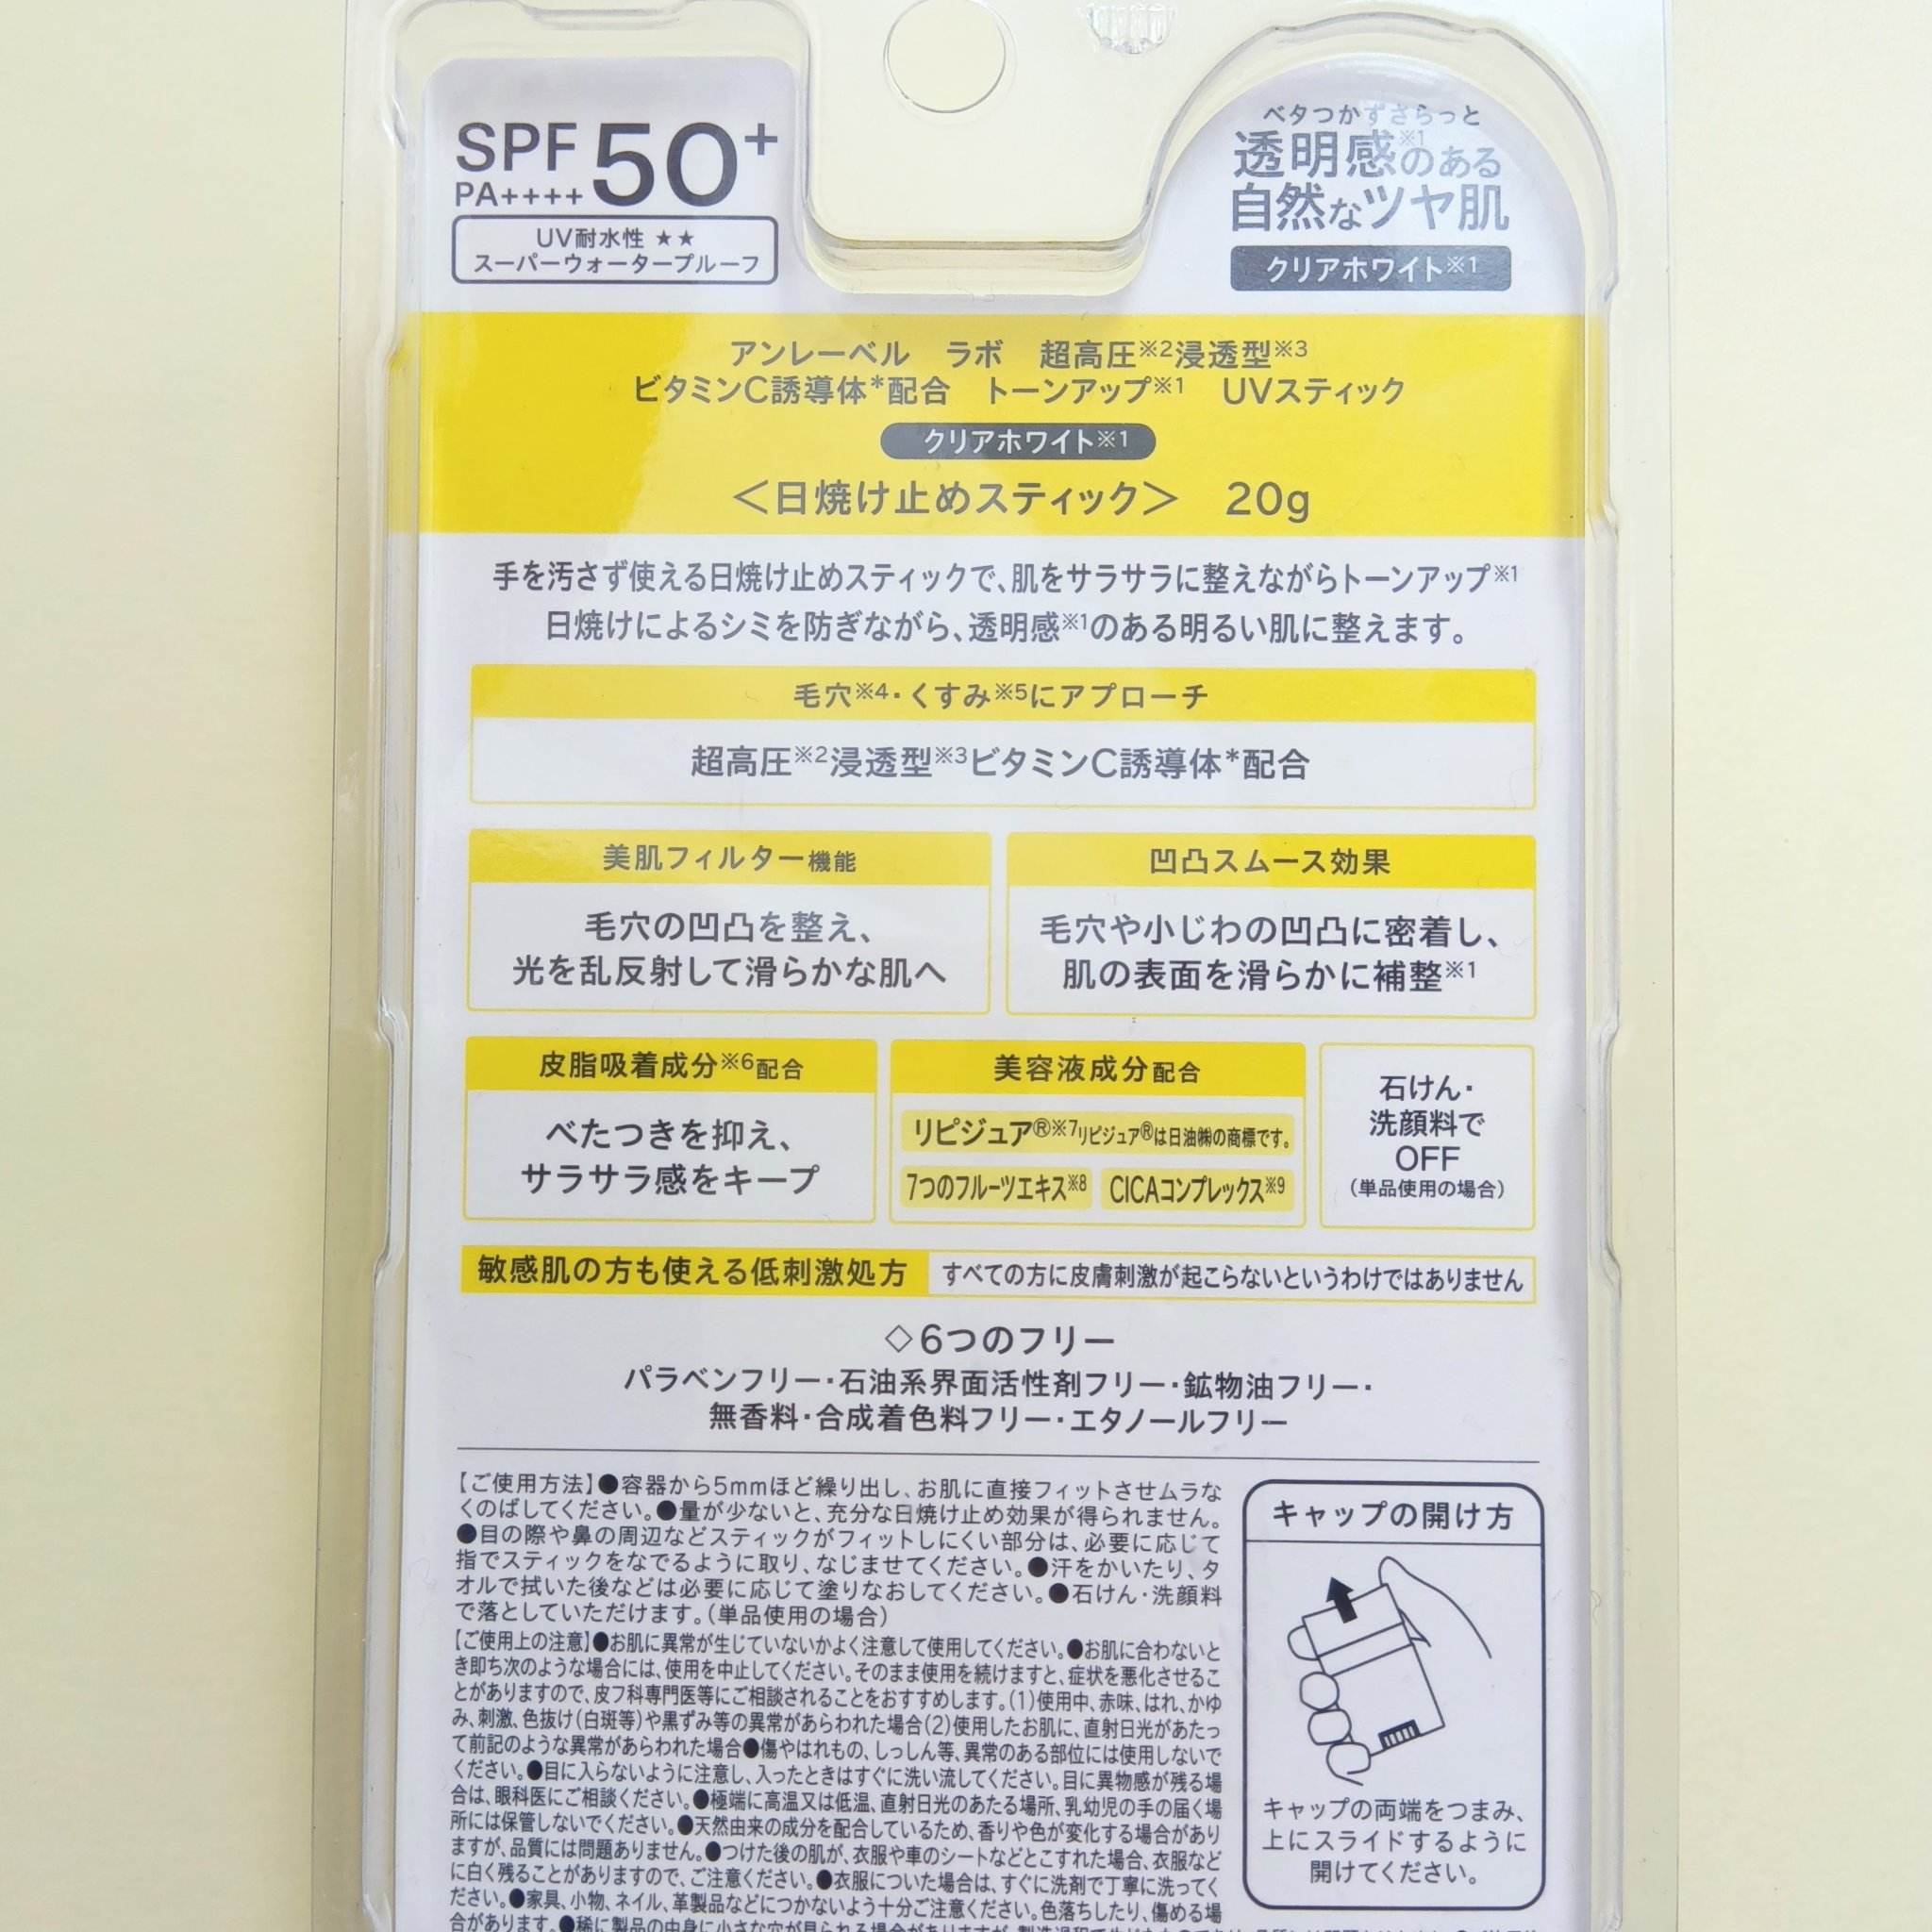 SPF 50+
PA++++
UV耐水性 ★★
スーパーウォータープルーフ
ベタつかずさらっと
透明感※1のある
自然なツヤ肌
クリアホワイト※1
アンレーベル ラボ 超高圧※2浸透型※3
ビタミンC誘導体*配合 トーンアップ※1 UVスティック
クリアホワイト※1
＜日焼け止めスティック＞ 20g
手を汚さず使える日焼け止めスティックで、肌をサラサラに整えながらトーンアップ※1
日焼けによるシミを防ぎながら、透明感※1のある明るい肌に整えます。
毛穴※4・くすみ※5にアプローチ
超高圧※2浸透型※3ビタミンC誘導体*配合
美肌フィルター機能
毛穴の凹凸を整え、
光を乱反射して滑らかな肌へ
凹凸スムース効果
毛穴や小じわの凹凸に密着し、
肌の表面を滑らかに補整※1
皮脂吸着成分※6配合
べたつきを抑え、
サラサラ感をキープ
美容液成分配合
リピジュア®※7リピジュア®は日油㈱の商標です。
7つのフルーツエキス※8 CICAコンプレックス※9
石けん・
洗顔料で
OFF
（単品使用の場合）
敏感肌の方も使える低刺激処方 すべての方に皮膚刺激が起こらないというわけではありません
◇6つのフリー
パラベンフリー・石油系界面活性剤フリー・鉱物油フリー・
無香料・合成着色料フリー・エタノールフリー
【ご使用方法】●容器から5mmほど繰り出し、お肌に直接フィットさせムラな
くのばしてください。●量が少ないと、充分な日焼け止め効果が得られません。
●目の際や鼻の周辺などスティックがフィットしにくい部分は、必要に応じて
指でスティックをなでるように取り、なじませてください。●汗をかいたり、タ
オルで拭いた後などは必要に応じて塗りなおしてください。●石けん・洗顔料
で落としていただけます。（単品使用の場合）
【ご使用上の注意】●お肌に異常が生じていないかよく注意して使用してください。●お肌に合わないと
き即ち次のような場合には、使用を中止してください。そのまま使用を続けますと、症状を悪化させるこ
とがありますので、皮フ科専門医等にご相談されることをおすすめします。(1)使用中、赤味、はれ、かゆ
み、刺激、色抜け(白斑等)や黒ずみ等の異常があらわれた場合(2)使用したお肌に、直射日光があたっ
て前記のような異常があらわれた場合●傷やはれもの、しっしん等、異常のある部位には使用しないで
ください。●目に入らないように注意し、入ったときはすぐに洗い流してください。目に異物感が残る場
合は、眼科医にご相談ください。●極端に高温又は低温、直射日光のあたる場所、乳幼児の手の届く場
所には保管しないでください。●天然由来の成分を配合しているため、香りや色が変化する場合があり
ますが、品質には問題ありません。●つけた後の肌が、衣服や車のシートなどとこすれた場合、衣服など
に白く残ることがありますので、ご注意ください。●衣服についた場合は、すぐに洗剤で丁寧に洗ってく
ださい。●家具、小物、ネイル、革製品などにつかないよう十分ご注意ください。色落ちしたり、傷める場
合があります。●稀に製品の中身に小さな穴が見られる場合がありますが、
キャップの開け方
キャップの両端をつまみ、
上にスライドするように
開けてください。